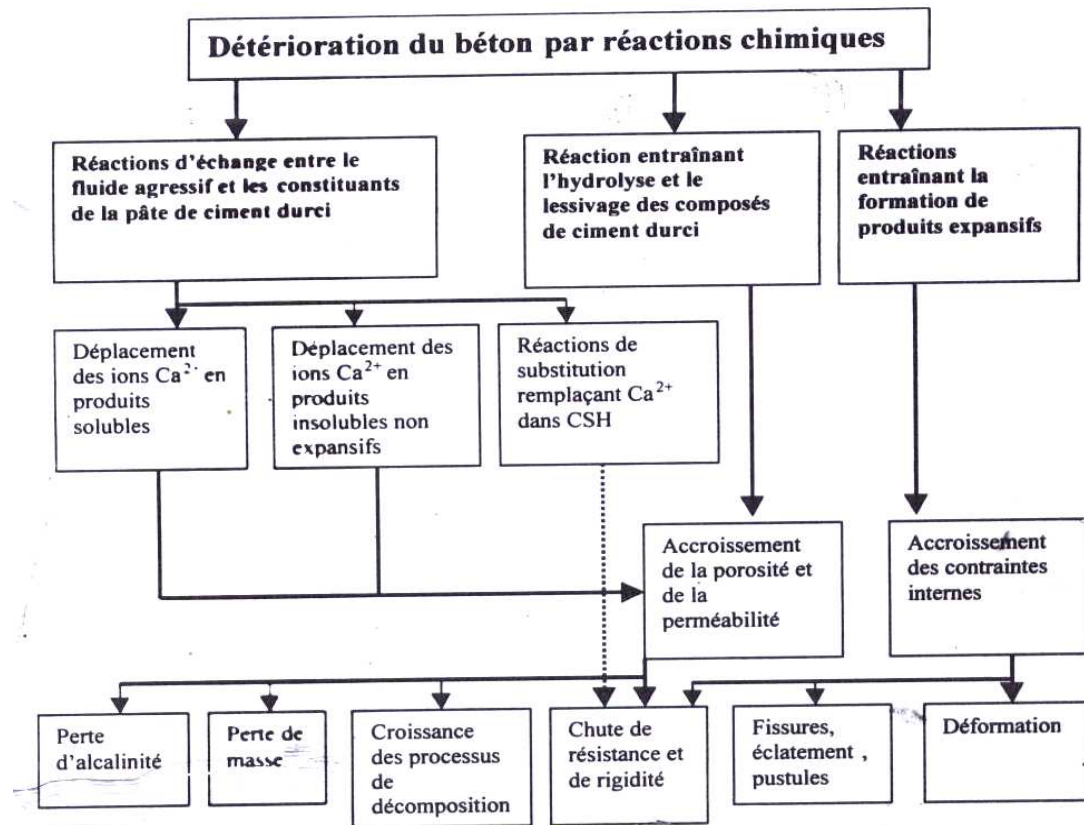 Détérioration du béton par réactions chimiques
Réactions d'échange entre le
fluide agressif et les constituants
de la pâte de ciment durci
Réaction entraînant
l'hydrolyse et le
lessivage des composés
de ciment durci
Réactions
entraînant la
formation de
produits expansifs
Déplacement
des ions Ca²⁺ en
produits
solubles
Déplacement des
ions Ca²⁺ en
produits
insolubles non
expansifs
Réactions de
substitution
remplaçant Ca²⁺
dans CSH
Accroissement
de la porosité et
de la
perméabilité
Accroissement
des contraintes
internes
Perte
d'alcalinité
Perte de
masse
Croissance
des processus
de
décomposition
Chute de
résistance et
de rigidité
Fissures,
éclatement ,
pustules
Déformation